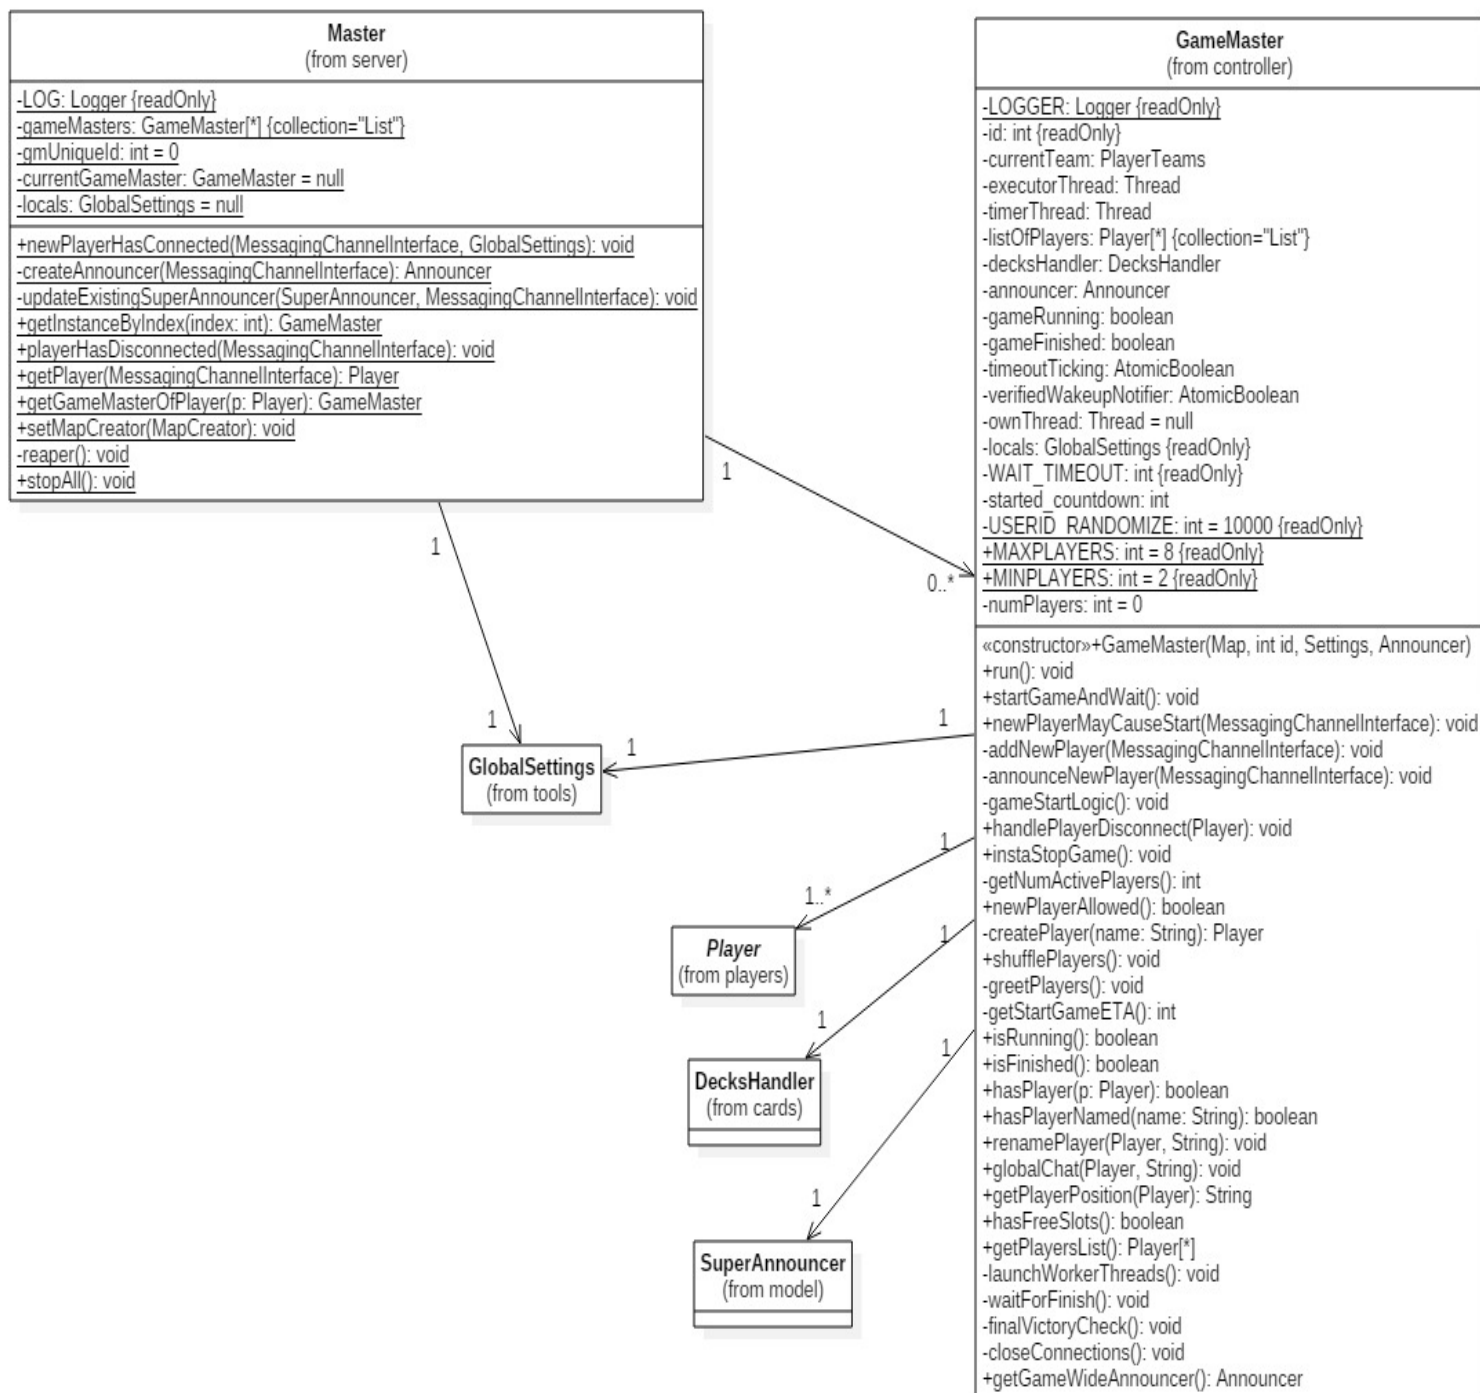 Master
(from server)
-LOG: Logger {readOnly}
-gameMasters: GameMaster[*] {collection="List"}
-gmUniqueId: int = 0
-currentGameMaster: GameMaster = null
-locals: GlobalSettings = null
+newPlayerHasConnected(MessagingChannelInterface, GlobalSettings): void
-createAnnouncer(MessagingChannelInterface): Announcer
-updateExistingSuperAnnouncer(SuperAnnouncer, MessagingChannelInterface): void
+getInstanceByIndex(index: int): GameMaster
+playerHasDisconnected(MessagingChannelInterface): void
+getPlayer(MessagingChannelInterface): Player
+getGameMasterOfPlayer(p: Player): GameMaster
+setMapCreator(MapCreator): void
-reaper(): void
+stopAll(): void
1
0..*
1
1
GlobalSettings
(from tools)
1
1
1
1..*
Player
(from players)
1
1
DecksHandler
(from cards)
1
1
SuperAnnouncer
(from model)
GameMaster
(from controller)
-LOGGER: Logger {readOnly}
-id: int {readOnly}
-currentTeam: PlayerTeams
-executorThread: Thread
-timerThread: Thread
-listOfPlayers: Player[*] {collection="List"}
-decksHandler: DecksHandler
-announcer: Announcer
-gameRunning: boolean
-gameFinished: boolean
-timeoutTicking: AtomicBoolean
-verifiedWakeupNotifier: AtomicBoolean
-ownThread: Thread = null
-locals: GlobalSettings {readOnly}
-WAIT_TIMEOUT: int {readOnly}
-started_countdown: int
-USERID_RANDOMIZE: int = 10000 {readOnly}
+MAXPLAYERS: int = 8 {readOnly}
+MINPLAYERS: int = 2 {readOnly}
-numPlayers: int = 0
«constructor»+GameMaster(Map, int id, Settings, Announcer)
+run(): void
+startGameAndWait(): void
+newPlayerMayCauseStart(MessagingChannelInterface): void
-addNewPlayer(MessagingChannelInterface): void
-announceNewPlayer(MessagingChannelInterface): void
-gameStartLogic(): void
+handlePlayerDisconnect(Player): void
+instaStopGame(): void
-getNumActivePlayers(): int
+newPlayerAllowed(): boolean
-createPlayer(name: String): Player
+shufflePlayers(): void
-greetPlayers(): void
-getStartGameETA(): int
+isRunning(): boolean
+isFinished(): boolean
+hasPlayer(p: Player): boolean
+hasPlayerNamed(name: String): boolean
+renamePlayer(Player, String): void
+globalChat(Player, String): void
+getPlayerPosition(Player): String
+hasFreeSlots(): boolean
+getPlayersList(): Player[*]
-launchWorkerThreads(): void
-waitForFinish(): void
-finalVictoryCheck(): void
-closeConnections(): void
+getGameWideAnnouncer(): Announcer